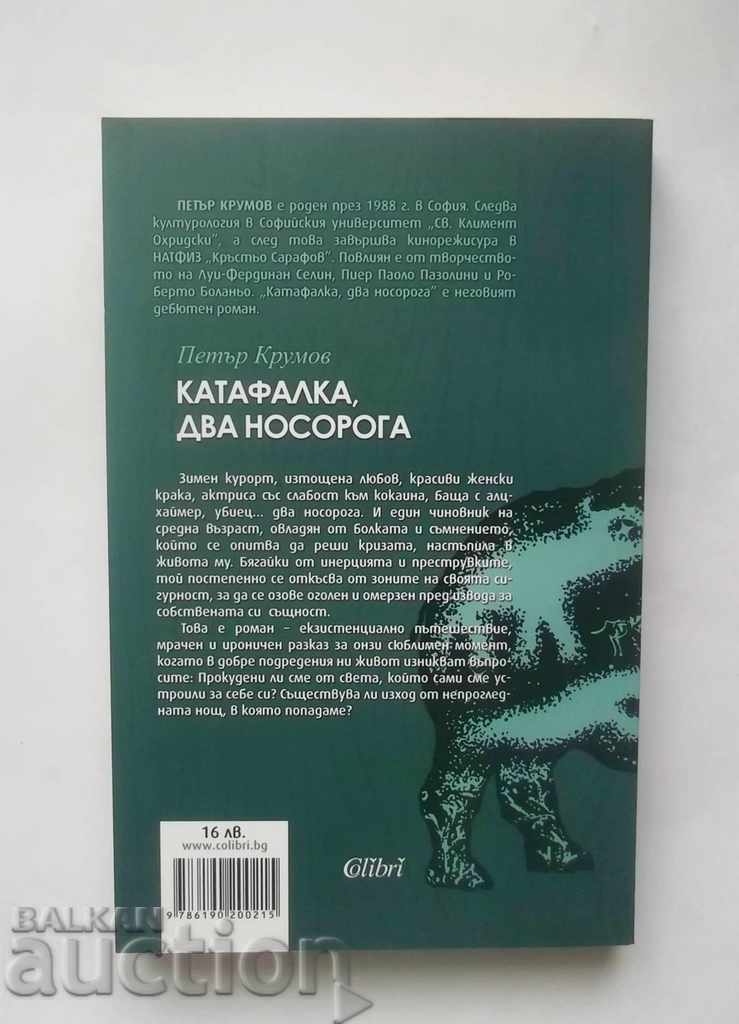 ПЕТЪР КРУМОВ е роден през 1988 г. в София. Следва
културология в Софийския университет „Св. Климент
Охридски", а след това завършва кинорежисура в
НАТФИЗ „Кръстьо Сарафов". Повлиян е от творчество-
то на Луи-Фердинан Селин, Пиер Паоло Пазолини и Ро-
берто Боланьо. „Катафалка, два носорога" е неговият
дебютен роман.
Петър Крумов
КАТАФАЛКА,
ДВА НОСОРОГА
Зимен курорт, изтощена любов, красиви женски
крака, актриса със слабост към кокаина, баща с алц-
хаймер, убиец... два носорога. И един чиновник на
средна възраст, овладян от Болката и съмнението,
който се опитва да реши кризата, настъпила в
живота му. Бягайки от инерцията и преструвките,
той постепенно се откъсва от зоните на своята си-
гурност, за да се озове оголен и омерзен пред извода за
собствената си същност.
Това е роман – екзистенциално пътешествие,
мрачен и ироничен разказ за онзи сюблимен момент,
когато в добре подредения ни живот изникват въпро-
сите: Прокудени ли сме от света, който сами сме ус-
троили за себе си? Съществува ли изход от непроглед-
ната нощ, в която попадаме?
16 лв.
www.colibri.bg
Colibri
9 786190 200215
BALKAN
аукцион